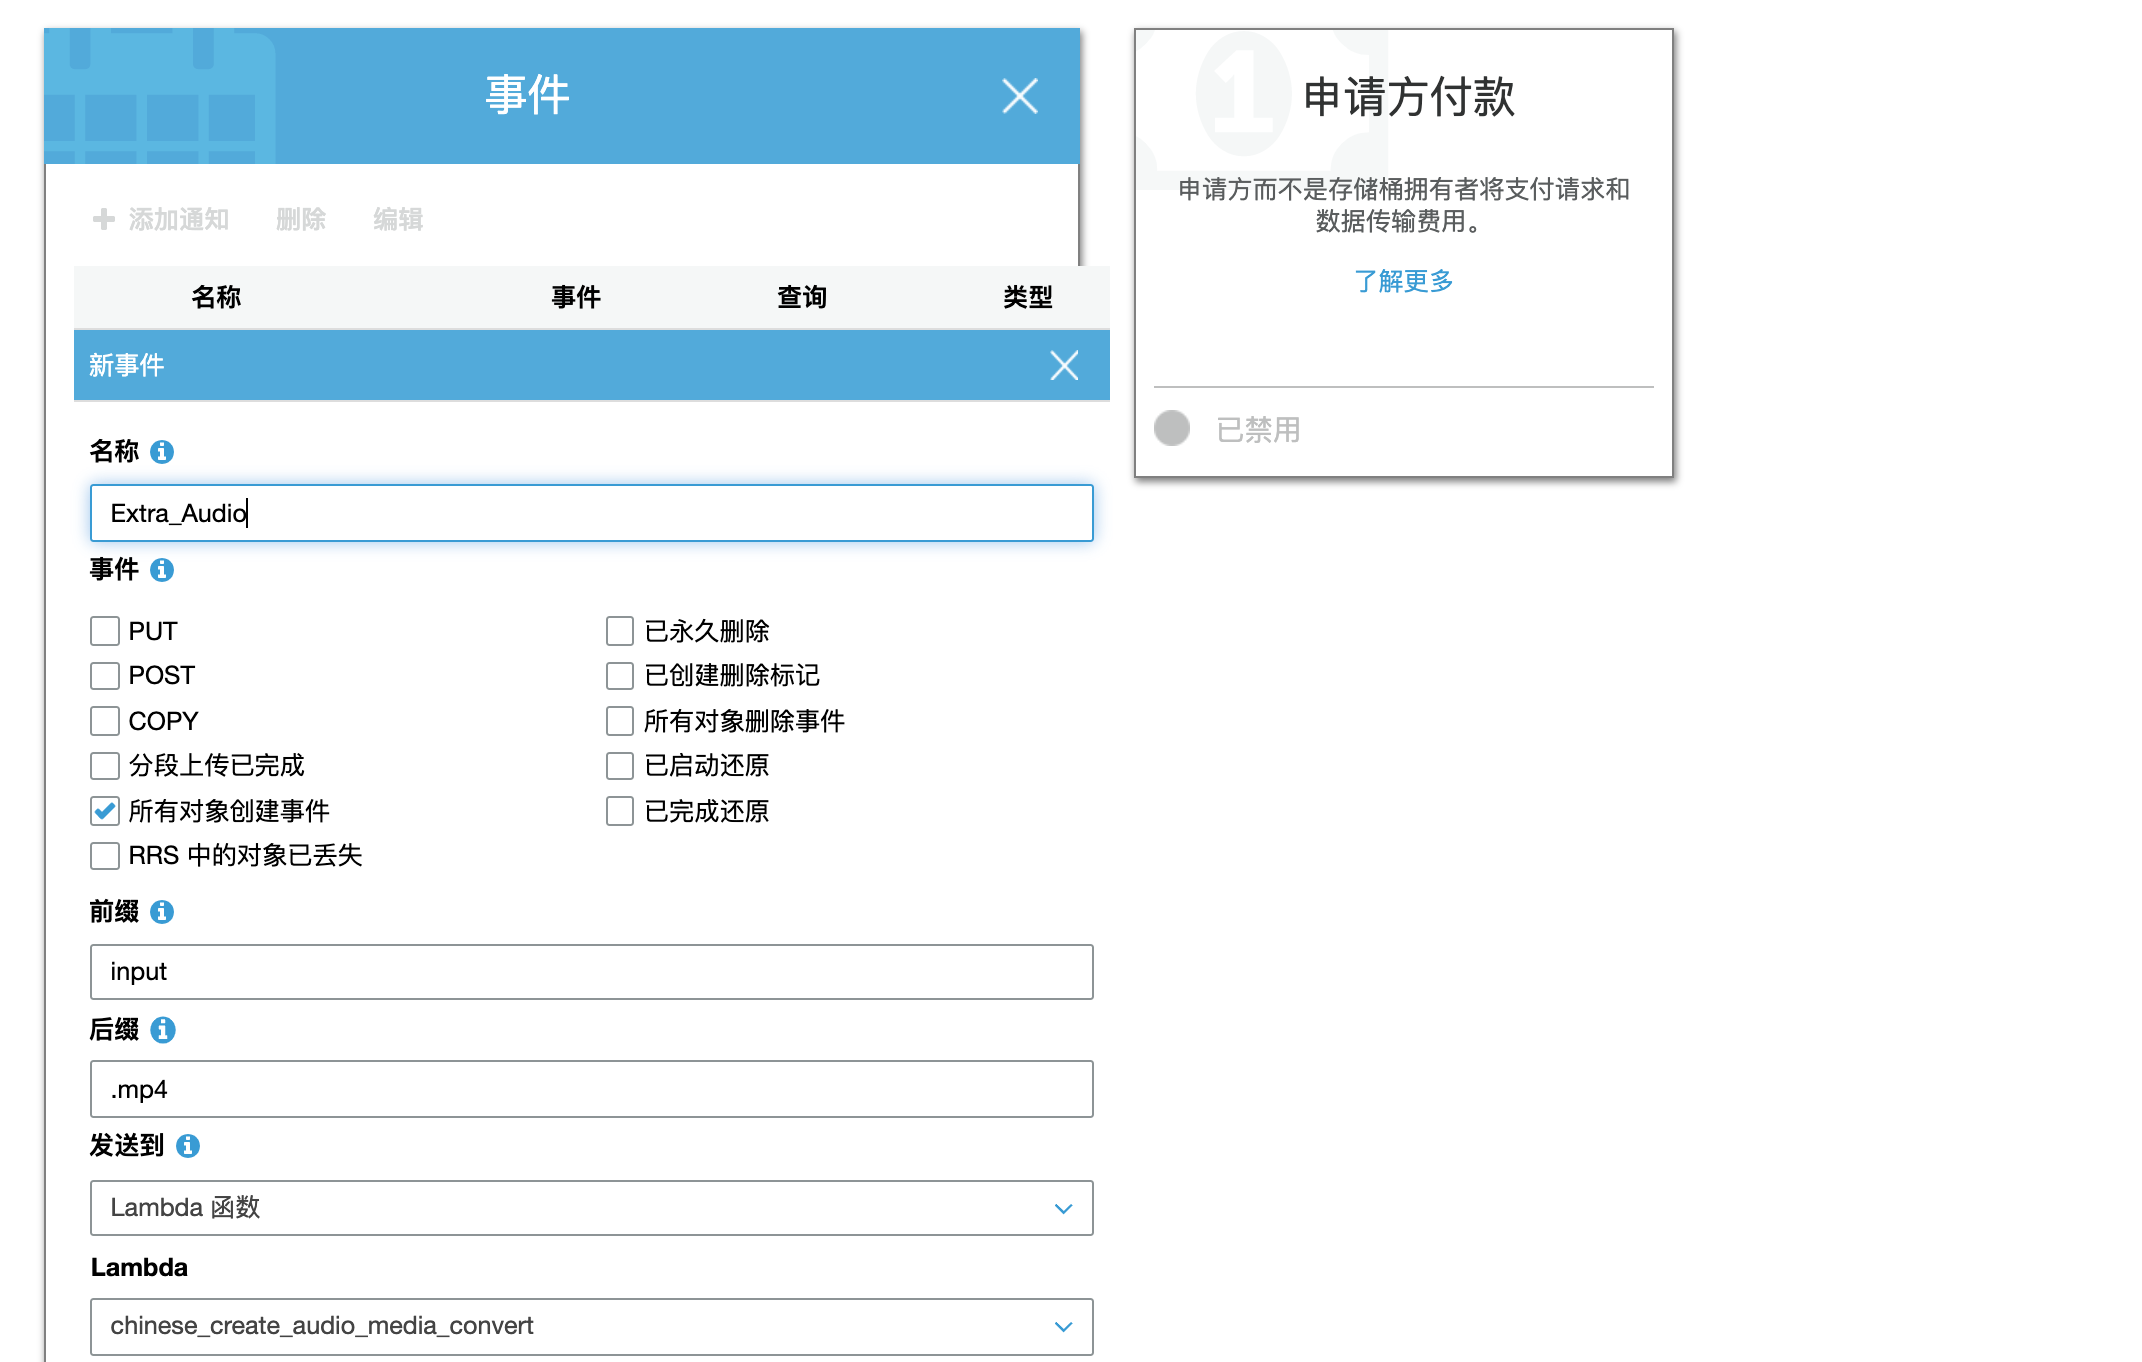 事件
添加通知 删除 编辑
名称 事件 查询 类型
新事件
名称
Extra_Audio
事件
PUT
POST
COPY
分段上传已完成
所有对象创建事件
RRS 中的对象已丢失
已永久删除
已创建删除标记
所有对象删除事件
已启动还原
已完成还原
前缀
input
后缀
.mp4
发送到
Lambda 函数
Lambda
chinese_create_audio_media_convert
申请方付款
申请方而不是存储桶拥有者将支付请求和
数据传输费用。
了解更多
已禁用